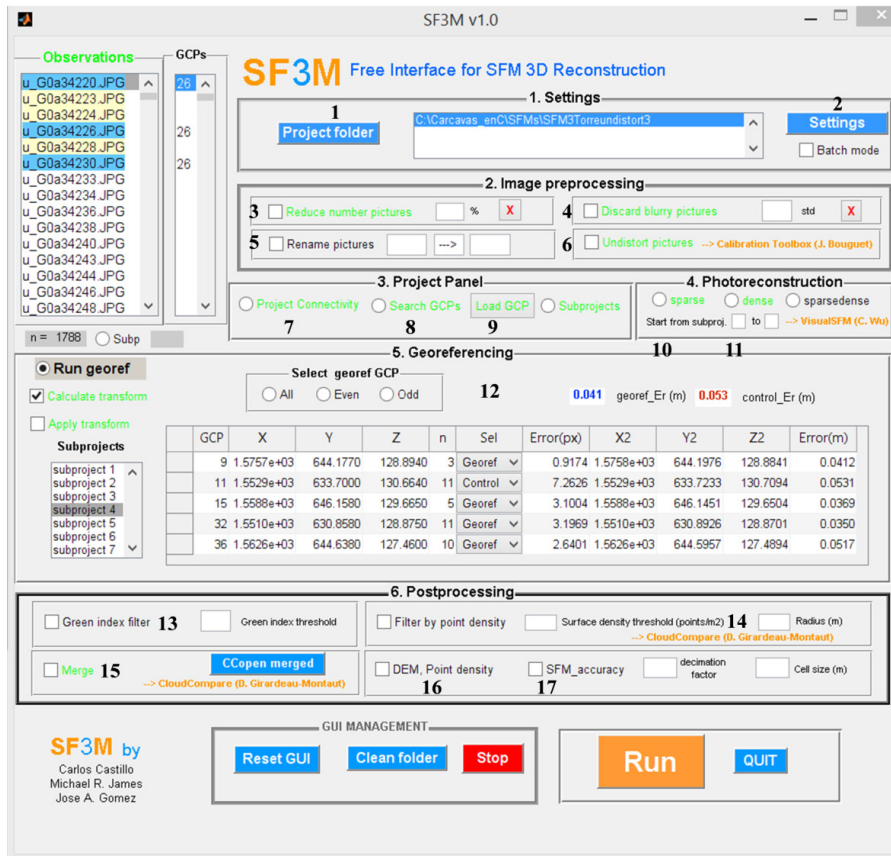 SF3M v1.0
Observations
GCPs
u_G0a34220.JPG 26
u_G0a34223.JPG
u_G0a34224.JPG
u_G0a34226.JPG 26
u_G0a34228.JPG
u_G0a34230.JPG 26
u_G0a34233.JPG
u_G0a34234.JPG
u_G0a34236.JPG
u_G0a34238.JPG
u_G0a34240.JPG
u_G0a34243.JPG
u_G0a34244.JPG
u_G0a34246.JPG
u_G0a34248.JPG
n = 1788 Subp
SF3M Free Interface for SFM 3D Reconstruction
1. Settings
1 2
Project folder C:\Carcavas_enC\SFMs\SFM3Torreundistort3 Settings
Batch mode
2. Image preprocessing
3 Reduce number pictures % X 4 Discard blurry pictures std X
5 Rename pictures ---> 6 Undistort pictures --> Calibration Toolbox (J. Bouguet)
3. Project Panel
Project Connectivity Search GCPs Load GCP Subprojects
7 8 9
4. Photoreconstruction
sparse dense sparsedense
Start from subproj. to --> VisualSFM (C. Wu)
10 11
5. Georeferencing
Run georef
Calculate transform
Apply transform
Subprojects
subproject 1
subproject 2
subproject 3
subproject 4
subproject 5
subproject 6
subproject 7
Select georef GCP
All Even Odd 12 0.041 georef_Er (m) 0.053 control_Er (m)
GCP X Y Z n Sel Error(px) X2 Y2 Z2 Error(m)
9 1.5757e+03 644.1770 128.8940 3 Georef 0.9174 1.5758e+03 644.1976 128.8841 0.0412
11 1.5529e+03 633.7000 130.6640 11 Control 7.2626 1.5529e+03 633.7233 130.7094 0.0531
15 1.5588e+03 646.1580 129.6650 5 Georef 3.1004 1.5588e+03 646.1451 129.6504 0.0369
32 1.5510e+03 630.8580 128.8750 11 Georef 3.1969 1.5510e+03 630.8926 128.8701 0.0350
36 1.5626e+03 644.6380 127.4600 10 Georef 2.6401 1.5626e+03 644.5957 127.4894 0.0517
6. Postprocessing
Green index filter 13 Green index threshold
Filter by point density Surface density threshold (points/m2) 14 Radius (m)
--> CloudCompare (D. Girardeau-Montaut)
Merge 15 CCopen merged
--> CloudCompare (D. Girardeau-Montaut)
DEM, Point density SFM_accuracy decimation factor Cell size (m)
16 17
SF3M by
Carlos Castillo
Michael R. James
Jose A. Gomez
GUI MANAGEMENT
Reset GUI Clean folder Stop
Run QUIT